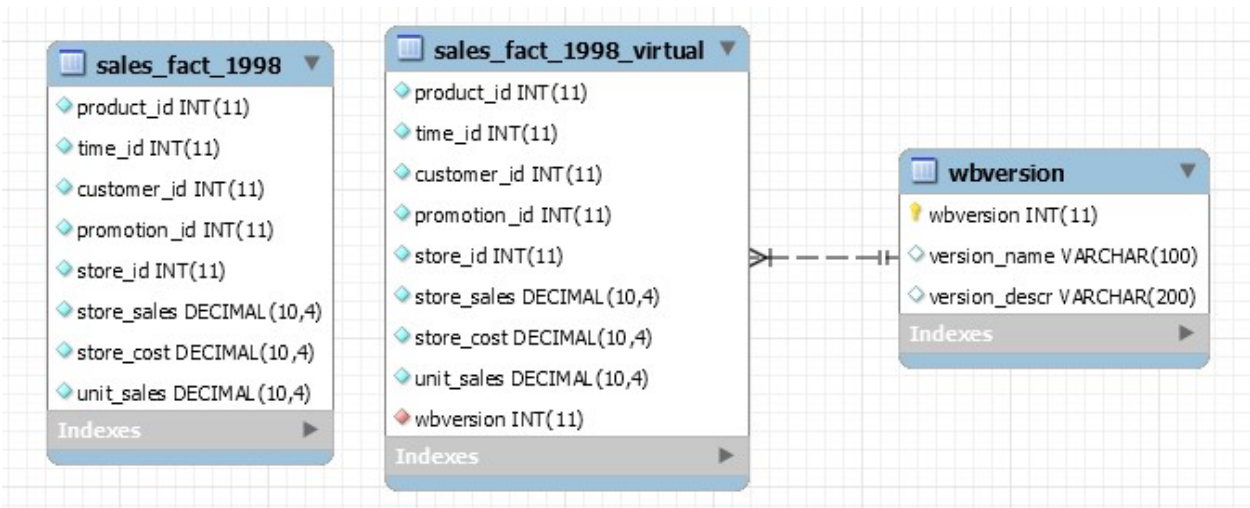 sales_fact_1998
product_id INT(11)
time_id INT(11)
customer_id INT(11)
promotion_id INT(11)
store_id INT(11)
store_sales DECIMAL(10,4)
store_cost DECIMAL(10,4)
unit_sales DECIMAL(10,4)
Indexes
sales_fact_1998_virtual
product_id INT(11)
time_id INT(11)
customer_id INT(11)
promotion_id INT(11)
store_id INT(11)
store_sales DECIMAL(10,4)
store_cost DECIMAL(10,4)
unit_sales DECIMAL(10,4)
wbversion INT(11)
Indexes
wbversion
wbversion INT(11)
version_name VARCHAR(100)
version_descr VARCHAR(200)
Indexes